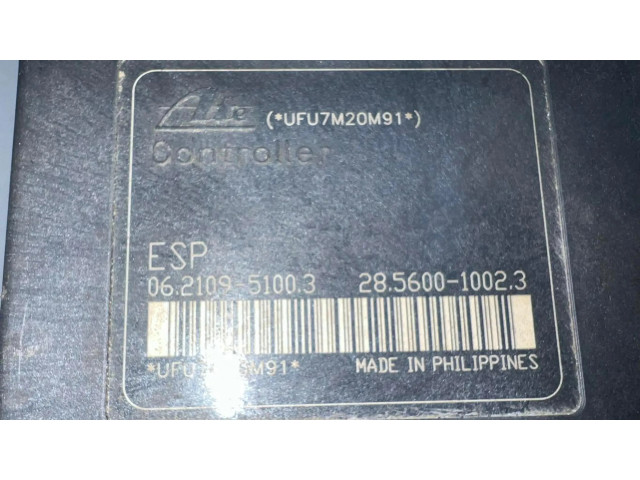 Ate (*UFU7M20M91*)
Controller
ESP
06.2109-5100.3 28.5600-1002.3
MADE IN PHILIPPINES